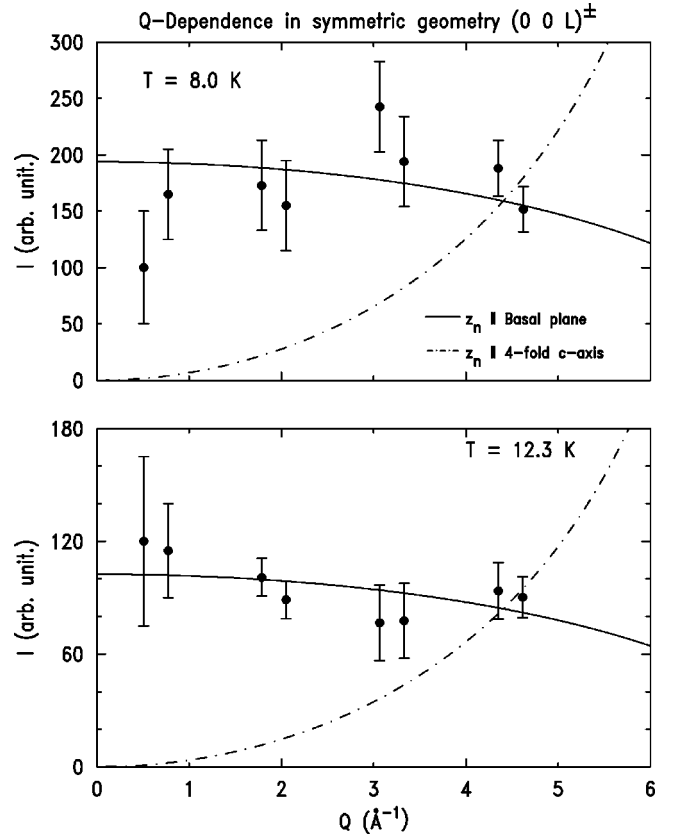 Q-Dependence in symmetric geometry (0 0 L)±
300
250
200
150
100
50
0
I (arb. unit.)
T = 8.0 K
z_n ∥ Basal plane
z_n ∥ 4-fold c-axis
180
120
60
0
I (arb. unit.)
T = 12.3 K
0 1 2 3 4 5 6
Q (Å⁻¹)